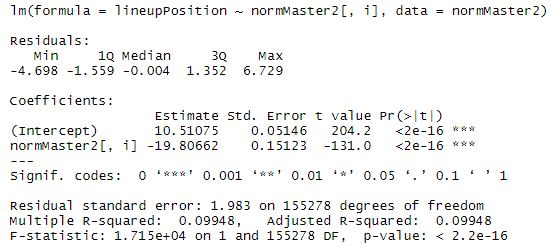 lm(formula = lineupPosition ~ normMaster2[, i], data = normMaster2)
Residuals:
Min 1Q Median 3Q Max
-4.698 -1.559 -0.004 1.352 6.729
Coefficients:
Estimate Std. Error t value Pr(>|t|)
(Intercept) 10.51075 0.05146 204.2 <2e-16 ***
normMaster2[, i] -19.80662 0.15123 -131.0 <2e-16 ***
---
Signif. codes: 0 ‘***’ 0.001 ‘**’ 0.01 ‘*’ 0.05 ‘.’ 0.1 ‘ ’ 1
Residual standard error: 1.983 on 155278 degrees of freedom
Multiple R-squared: 0.09948, Adjusted R-squared: 0.09948
F-statistic: 1.715e+04 on 1 and 155278 DF, p-value: < 2.2e-16